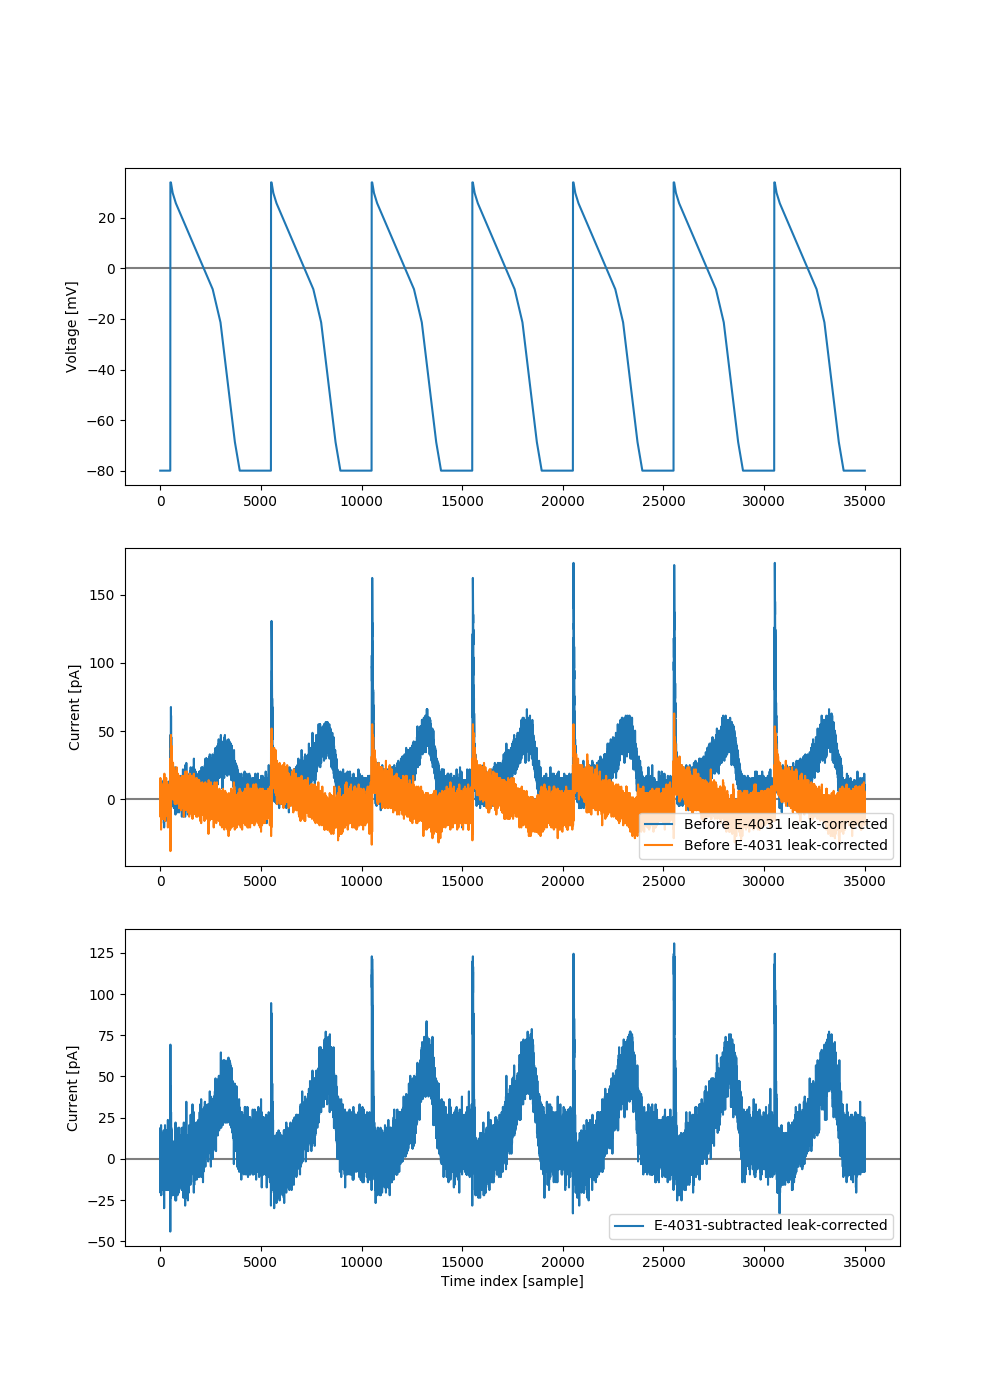 20
0
−20
−40
−60
−80
Voltage [mV]
0 5000 10000 15000 20000 25000 30000 35000
150
100
50
0
Current [pA]
Before E-4031 leak-corrected
Before E-4031 leak-corrected
0 5000 10000 15000 20000 25000 30000 35000
125
100
75
50
25
0
−25
−50
Current [pA]
E-4031-subtracted leak-corrected
0 5000 10000 15000 20000 25000 30000 35000
Time index [sample]